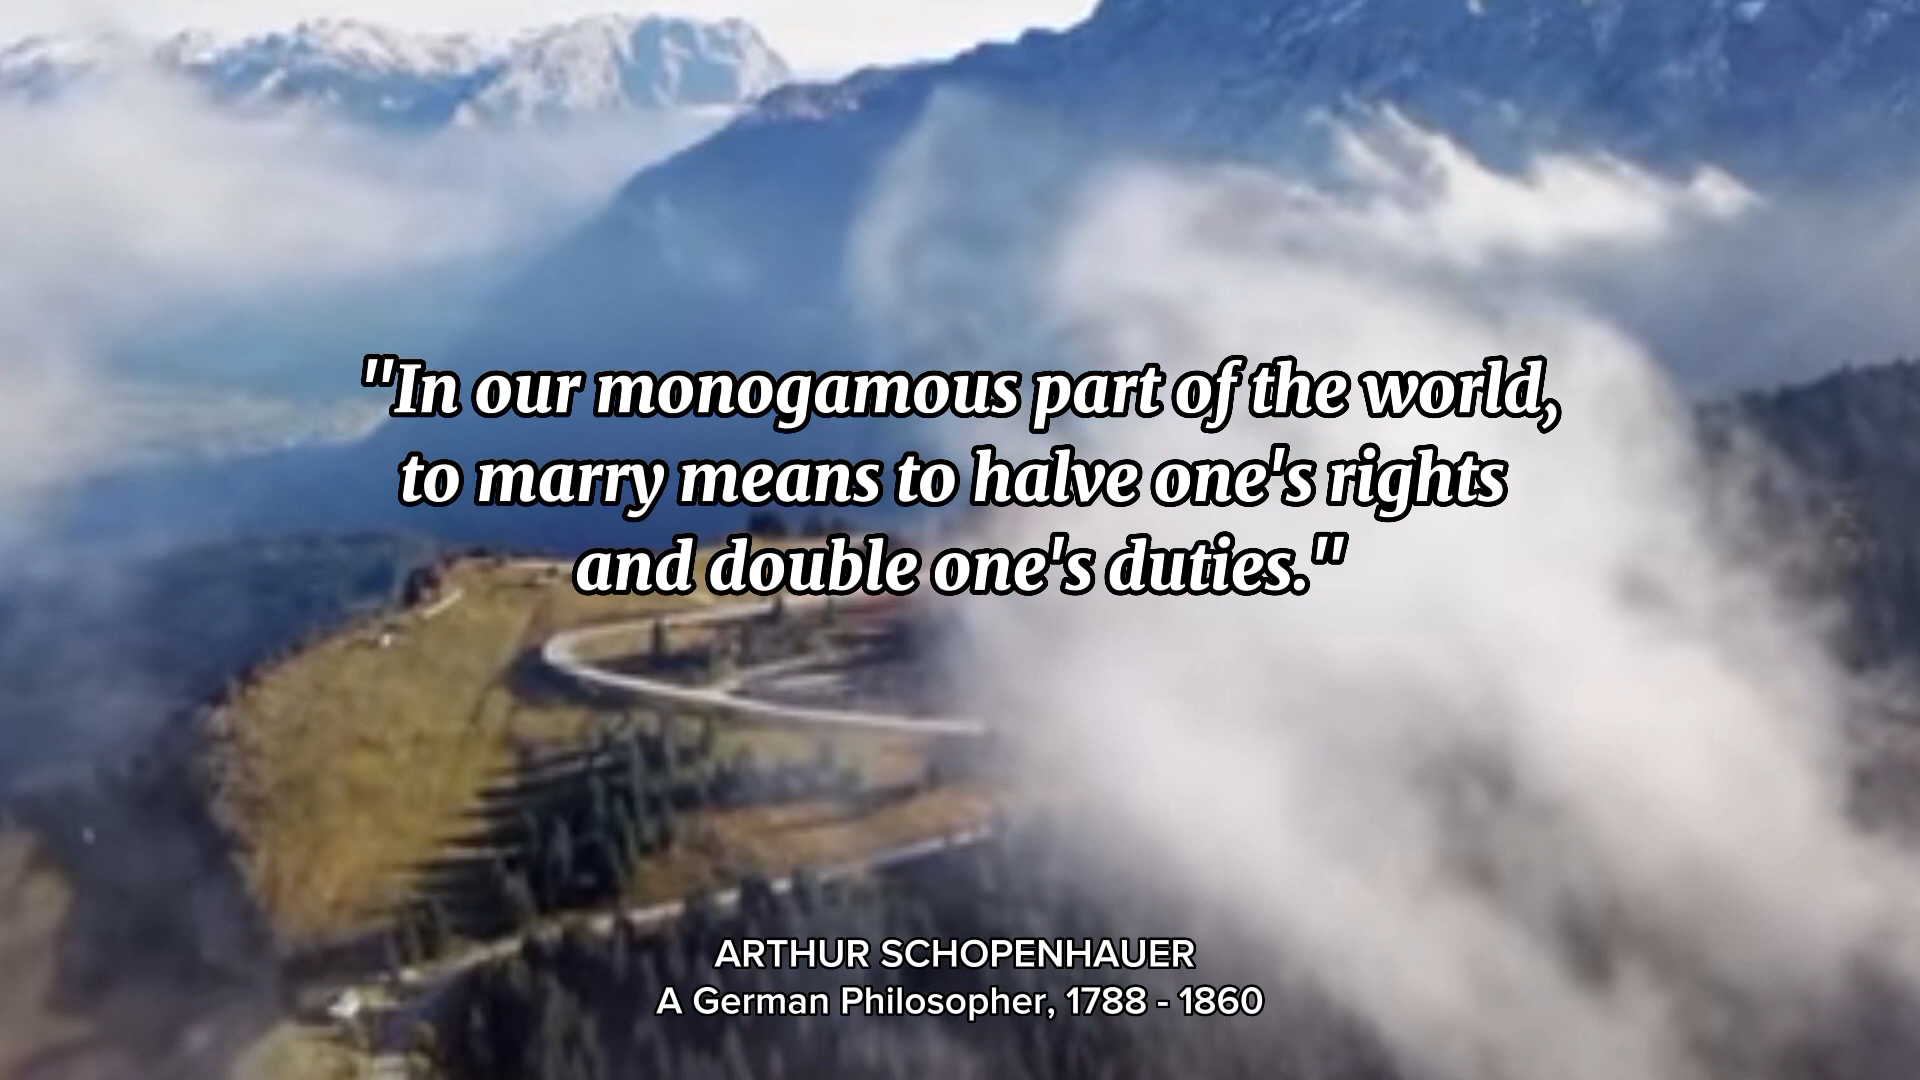 "In our monogamous part of the world,
to marry means to halve one's rights
and double one's duties."
ARTHUR SCHOPENHAUER
A German Philosopher, 1788 - 1860